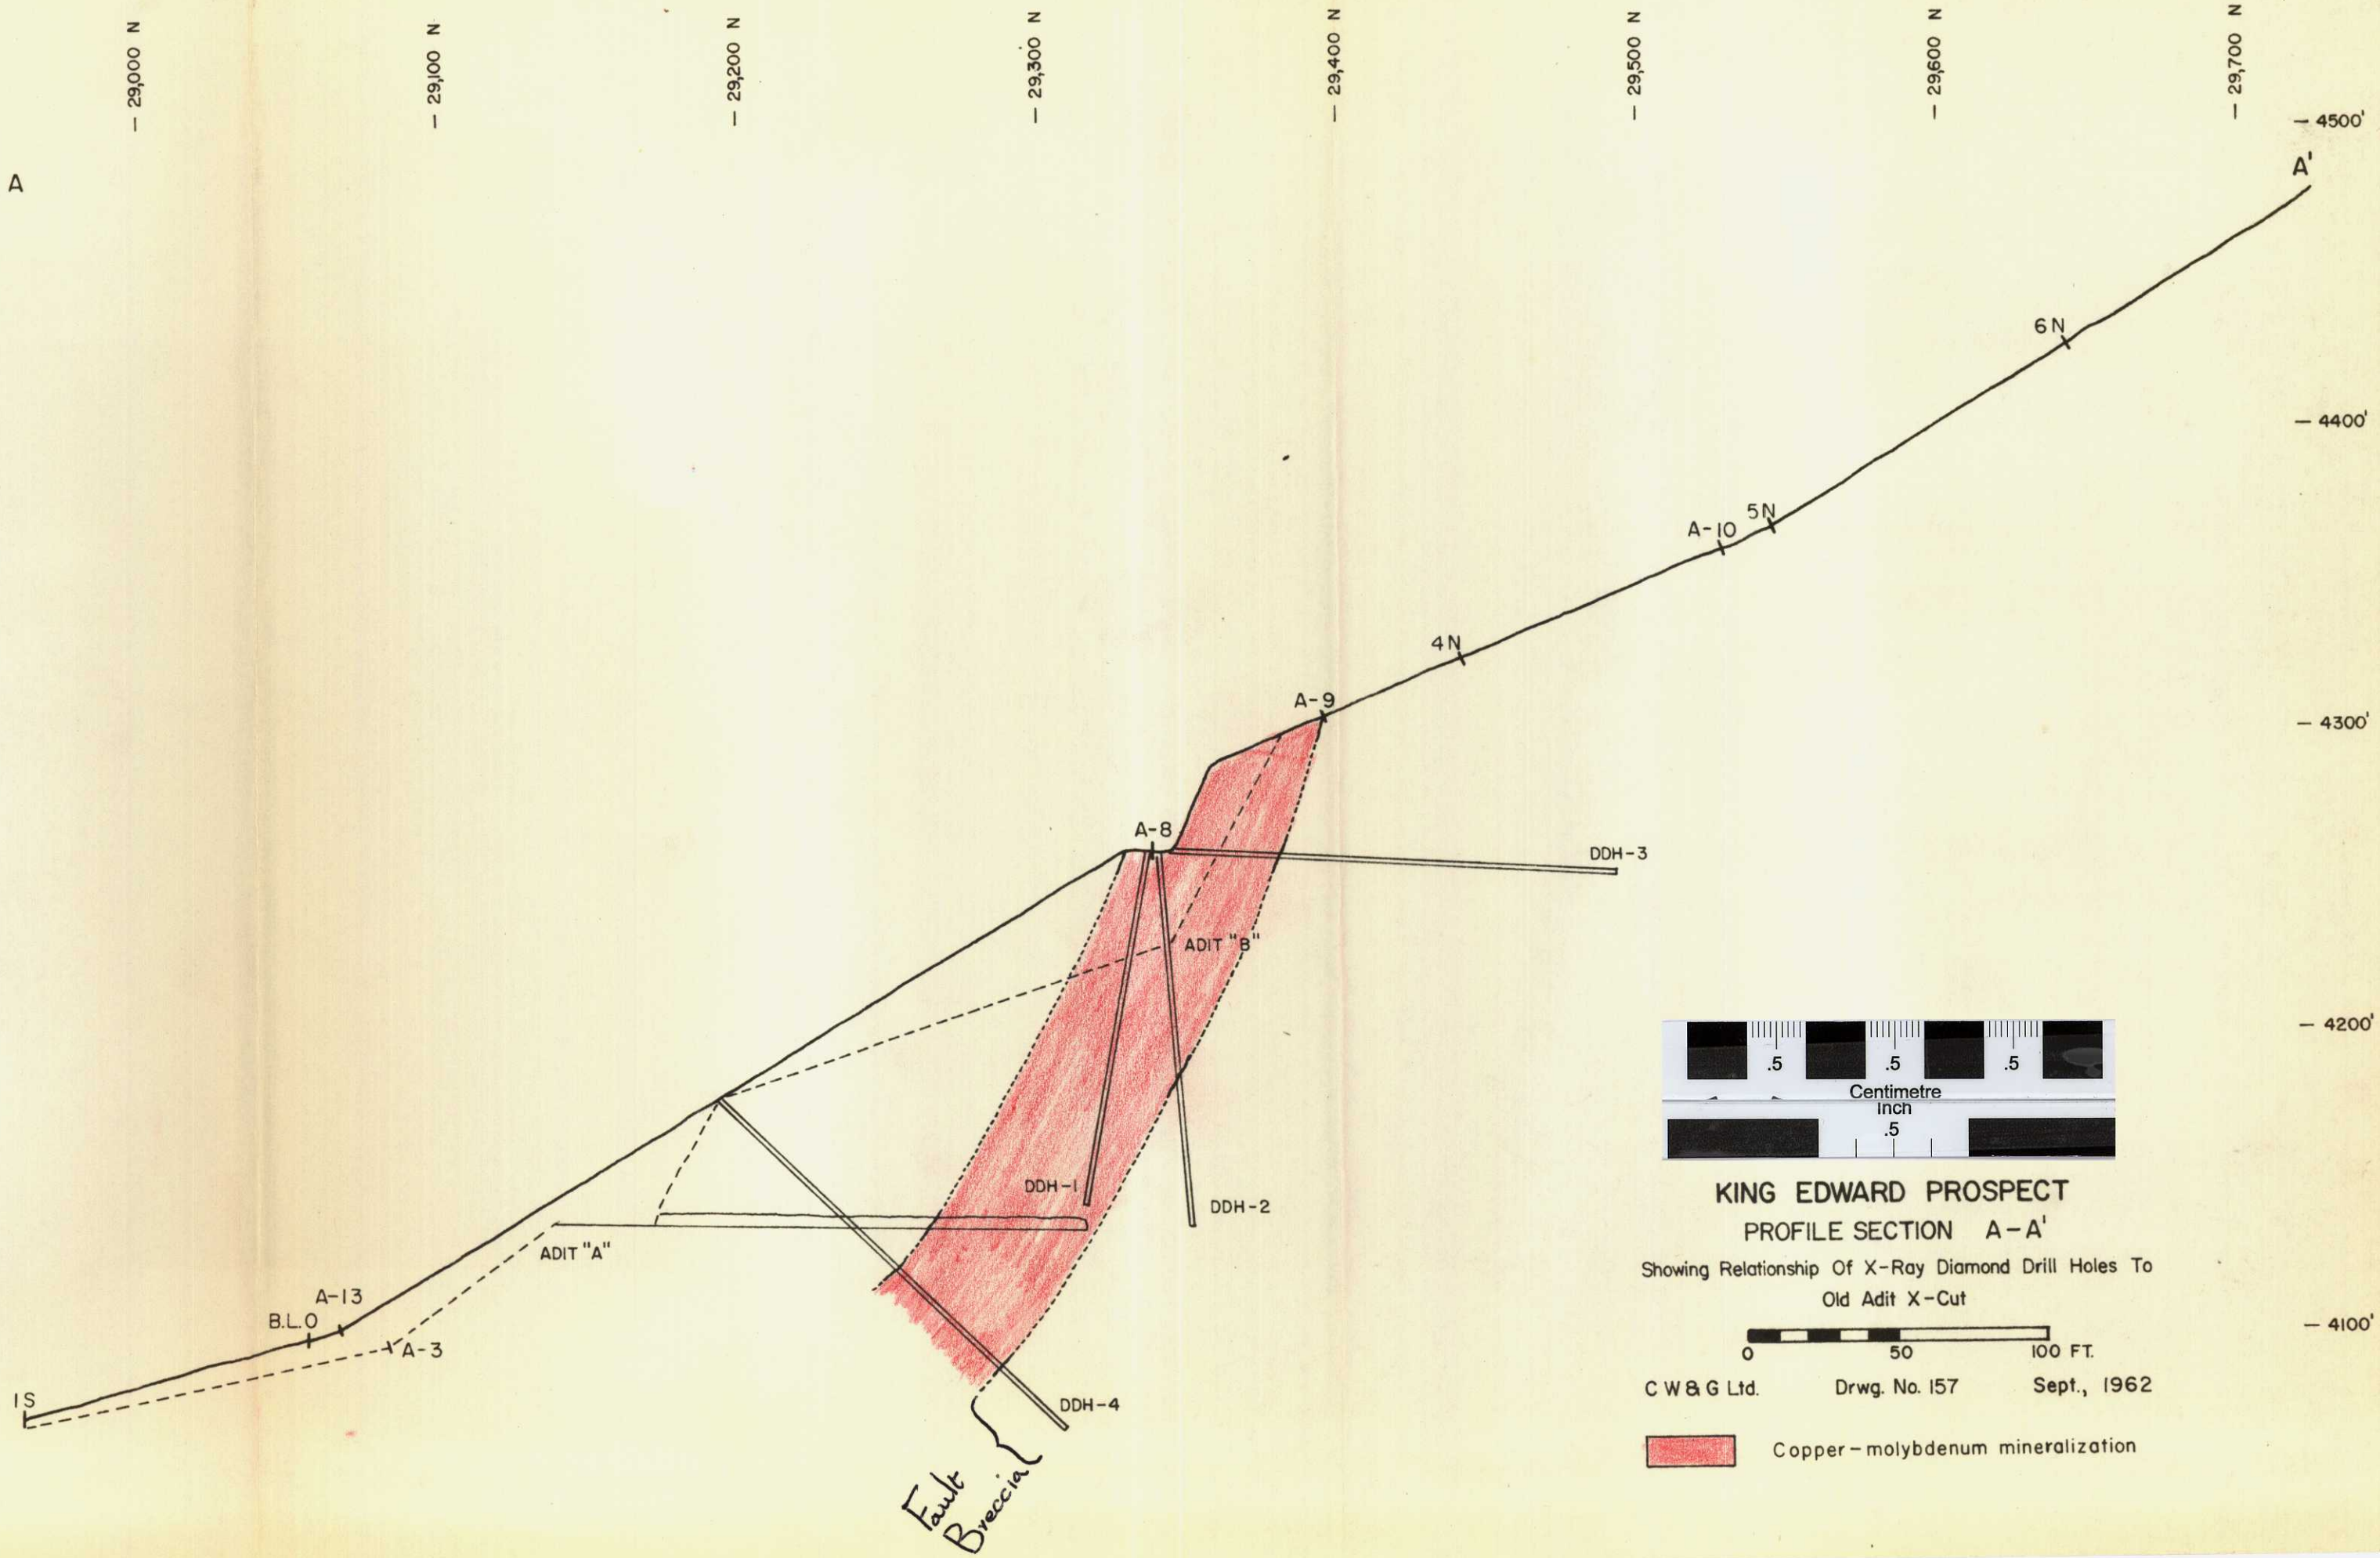 29,000 N
29,100 N
29,200 N
29,300 N
29,400 N
29,500 N
29,600 N
29,700 N
4500'
A
A'
6N
4400'
5N
A-10
4N
A-9
4300'
A-8
DDH-3
ADIT "B"
4200'
.5 .5 .5
Centimetre
Inch
.5
DDH-1
DDH-2
ADIT "A"
A-13
B.L.O
A-3
4100'
1S
DDH-4
Fault
Breccia
KING EDWARD PROSPECT
PROFILE SECTION A-A'
Showing Relationship Of X-Ray Diamond Drill Holes To
Old Adit X-Cut
0 50 100 FT.
C W & G Ltd. Drwg. No. 157 Sept., 1962
Copper-molybdenum mineralization